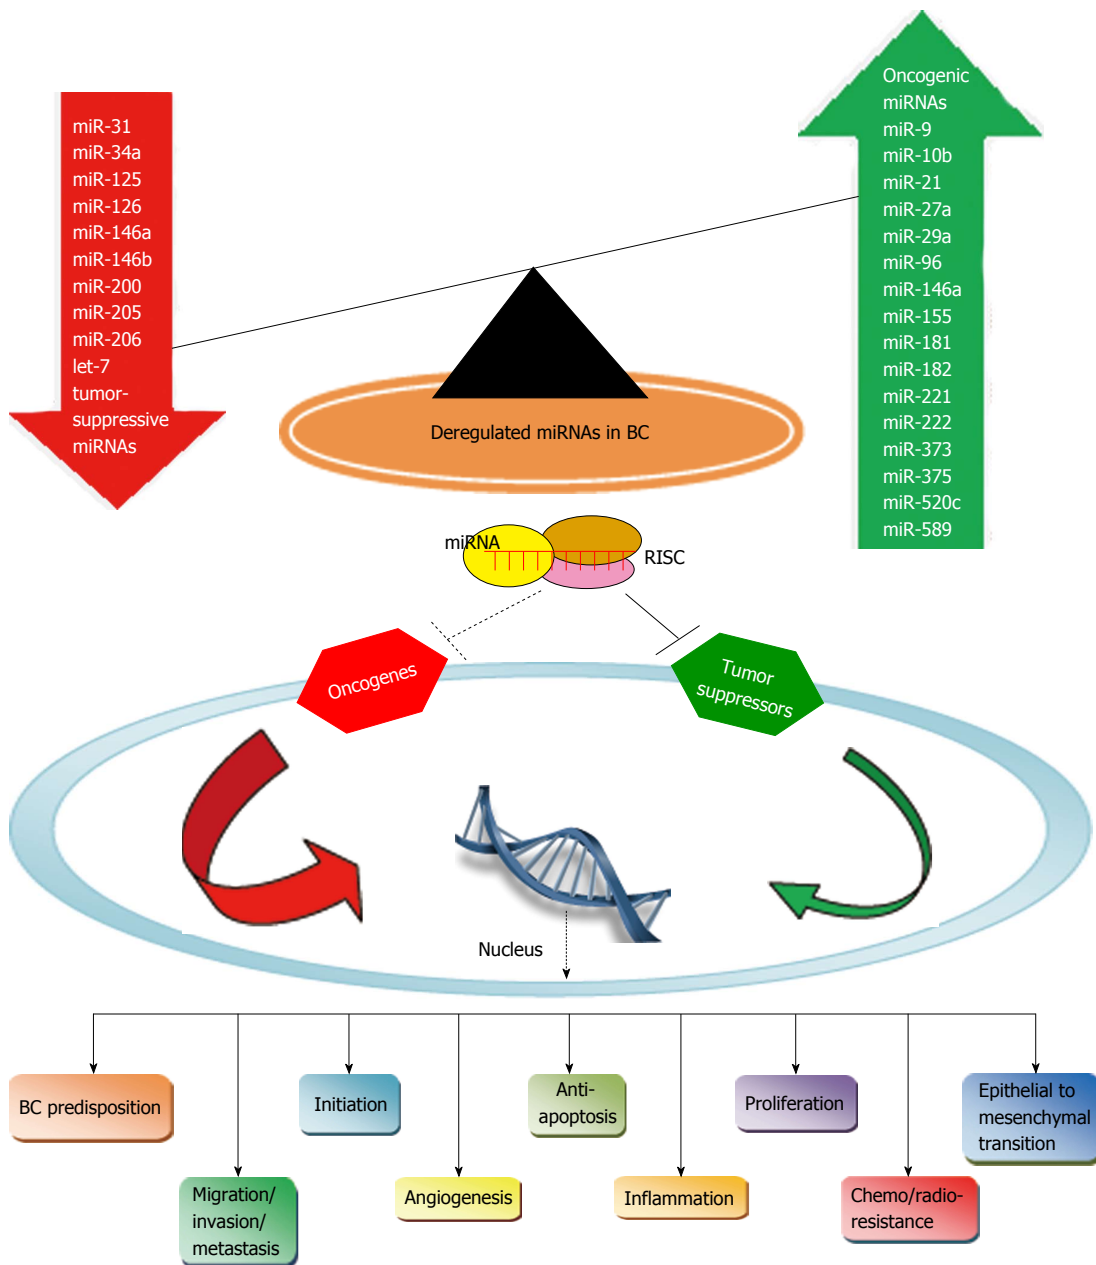 miR-31
miR-34a
miR-125
miR-126
miR-146a
miR-146b
miR-200
miR-205
miR-206
let-7
tumor-
suppressive
miRNAs
Oncogenic
miRNAs
miR-9
miR-10b
miR-21
miR-27a
miR-29a
miR-96
miR-146a
miR-155
miR-181
miR-182
miR-221
miR-222
miR-373
miR-375
miR-520c
miR-589
Deregulated miRNAs in BC
miRNA
RISC
Oncogenes
Tumor
suppressors
Nucleus
BC predisposition
Migration/
invasion/
metastasis
Initiation
Angiogenesis
Anti-
apoptosis
Inflammation
Proliferation
Chemo/radio-
resistance
Epithelial to
mesenchymal
transition